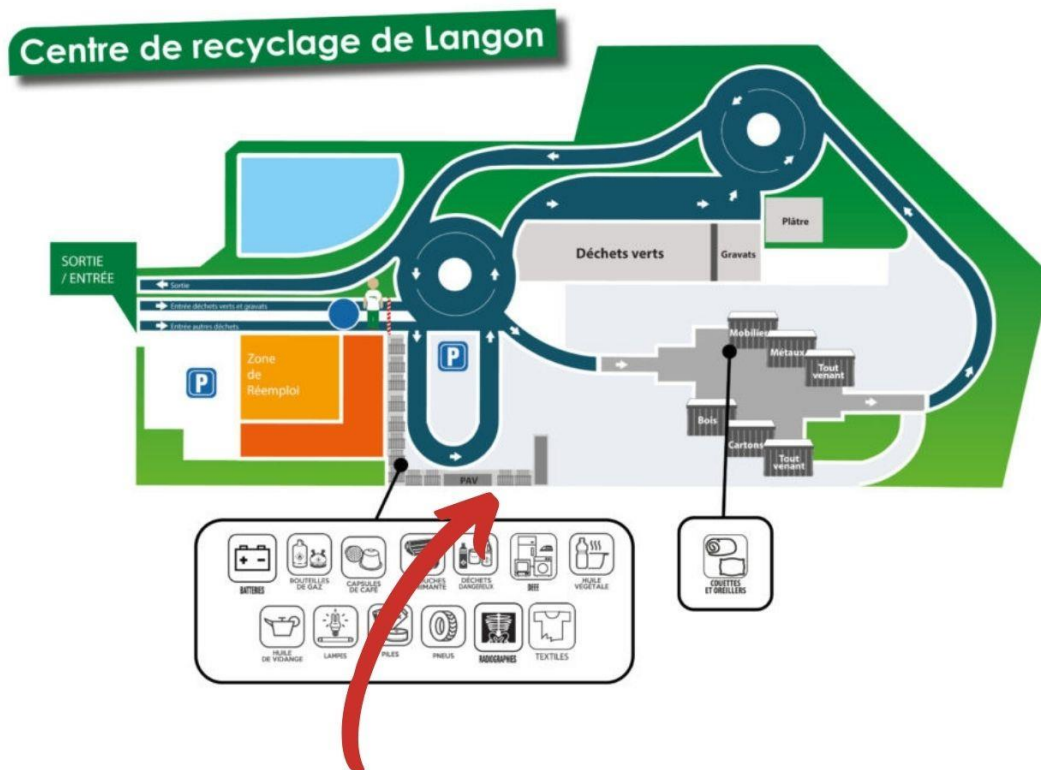 Centre de recyclage de Langon
SORTIE
/ ENTRÉE
Sortie
Entrée déchets verts et gravats
Entrée autres déchets
P
Zone
de
Réemploi
P
Déchets verts
Gravats
Plâtre
Mobilier
Métaux
Tout
venant
Bois
Cartons
Tout
venant
PAV
BATTERIES
BOUTEILLES
DE GAZ
CAPSULES
DE CAFÉ
DÉCHETS
DANGEREUX
DEEE
HUILE
VÉGÉTALE
HUILE
DE VIDANGE
LAMPES
PILES
PNEUS
RADIOGRAPHIES
TEXTILES
COUETTES
ET OREILLERS